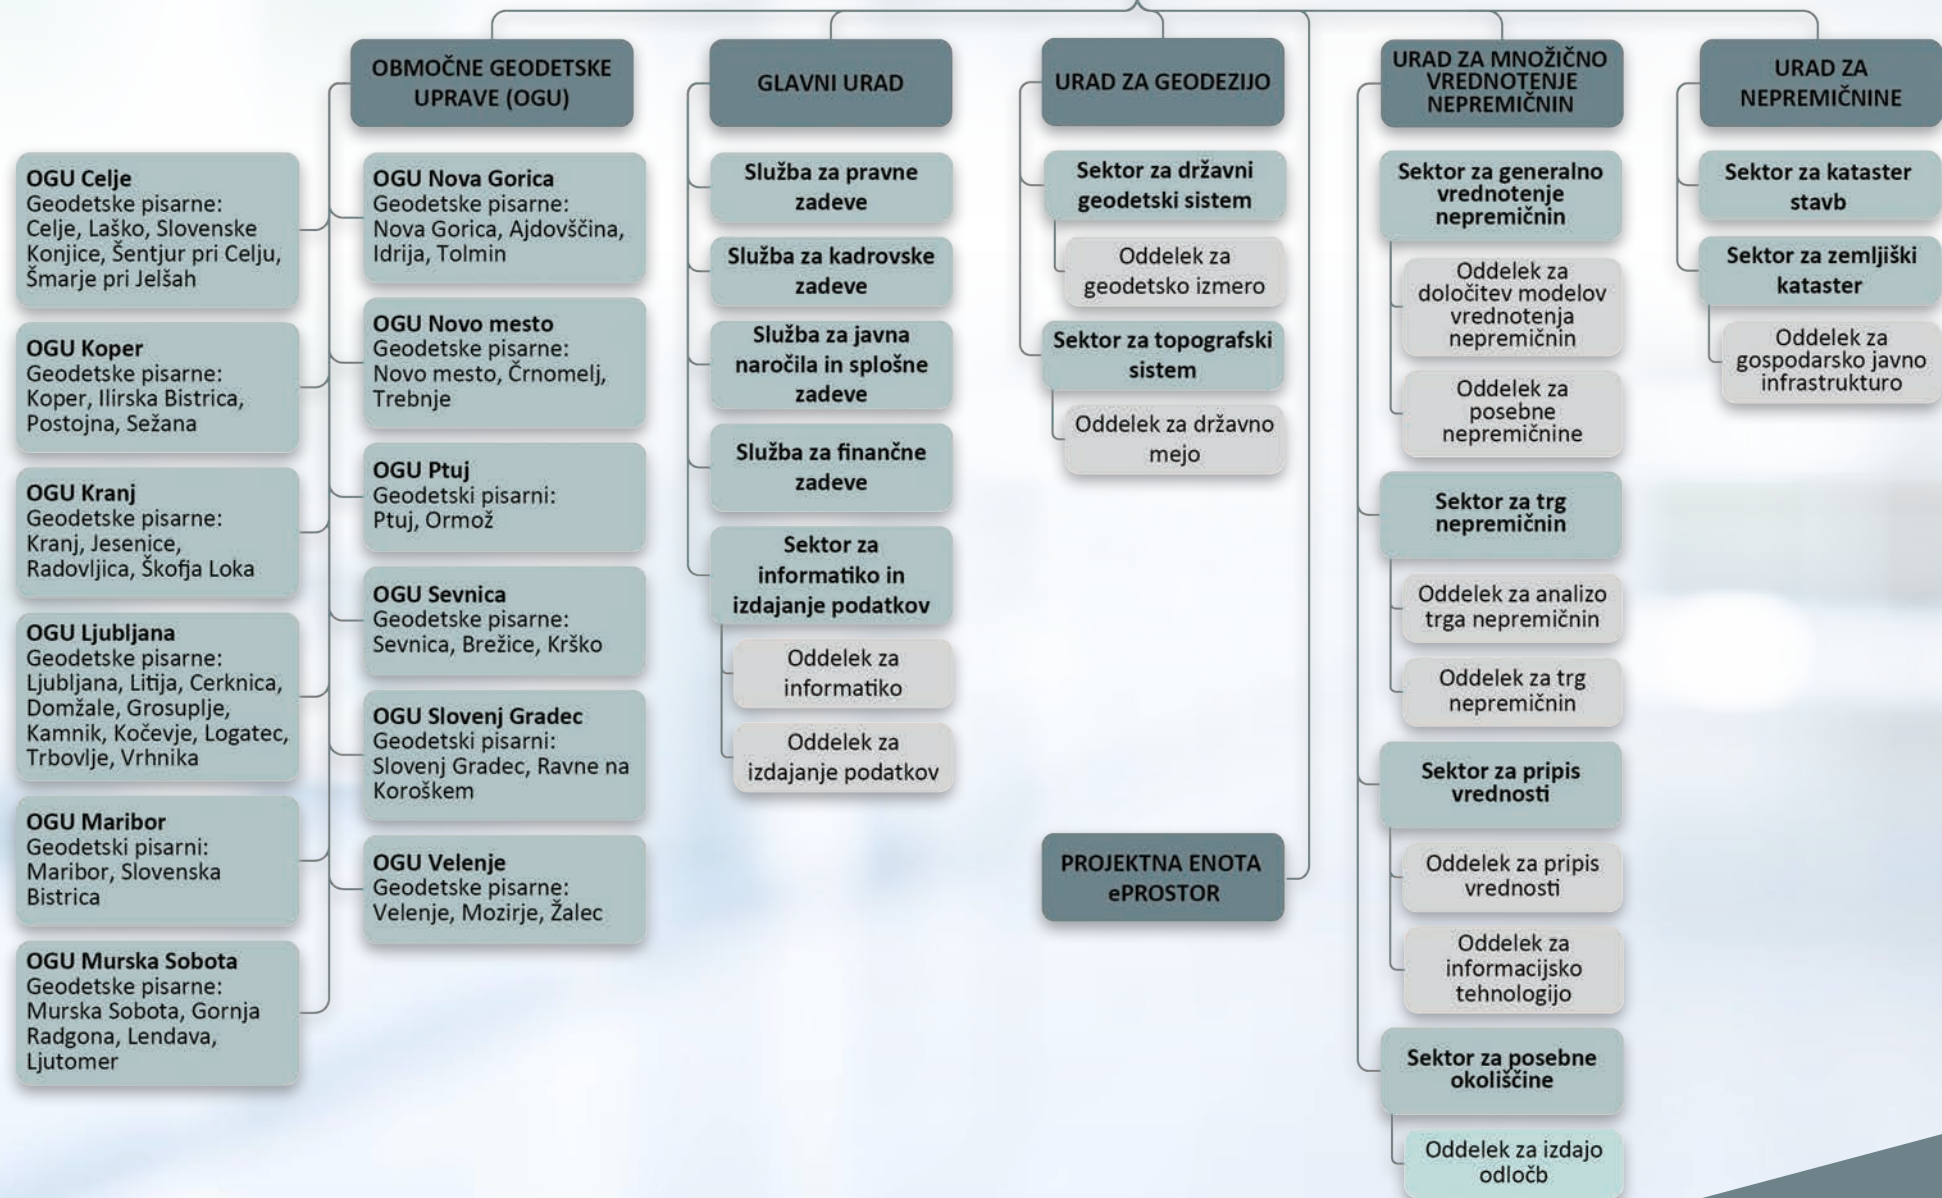 OBMOČNE GEODETSKE
UPRAVE (OGU)
OGU Celje
Geodetske pisarne:
Celje, Laško, Slovenske
Konjice, Šentjur pri Celju,
Šmarje pri Jelšah
OGU Koper
Geodetske pisarne:
Koper, Ilirska Bistrica,
Postojna, Sežana
OGU Kranj
Geodetske pisarne:
Kranj, Jesenice,
Radovljica, Škofja Loka
OGU Ljubljana
Geodetske pisarne:
Ljubljana, Litija, Cerknica,
Domžale, Grosuplje,
Kamnik, Kočevje, Logatec,
Trbovlje, Vrhnika
OGU Maribor
Geodetski pisarni:
Maribor, Slovenska
Bistrica
OGU Murska Sobota
Geodetske pisarne:
Murska Sobota, Gornja
Radgona, Lendava,
Ljutomer
OGU Nova Gorica
Geodetske pisarne:
Nova Gorica, Ajdovščina,
Idrija, Tolmin
OGU Novo mesto
Geodetske pisarne:
Novo mesto, Črnomelj,
Trebnje
OGU Ptuj
Geodetski pisarni:
Ptuj, Ormož
OGU Sevnica
Geodetske pisarne:
Sevnica, Brežice, Krško
OGU Slovenj Gradec
Geodetski pisarni:
Slovenj Gradec, Ravne na
Koroškem
OGU Velenje
Geodetske pisarne:
Velenje, Mozirje, Žalec
GLAVNI URAD
Služba za pravne
zadeve
Služba za kadrovske
zadeve
Služba za javna
naročila in splošne
zadeve
Služba za finančne
zadeve
Sektor za
informatiko in
izdajanje podatkov
Oddelek za
informatiko
Oddelek za
izdajanje podatkov
URAD ZA GEODEZIJO
Sektor za državni
geodetski sistem
Oddelek za
geodetsko izmero
Sektor za topografski
sistem
Oddelek za državno
mejo
PROJEKTNA ENOTA
ePROSTOR
URAD ZA MNOŽIČNO
VREDNOTENJE
NEPREMIČNIN
Sektor za generalno
vrednotenje
nepremičnin
Oddelek za
določitev modelov
vrednotenja
nepremičnin
Oddelek za
posebne
nepremičnine
Sektor za trg
nepremičnin
Oddelek za analizo
trga nepremičnin
Oddelek za trg
nepremičnin
Sektor za pripis
vrednosti
Oddelek za pripis
vrednosti
Oddelek za
informacijsko
tehnologijo
Sektor za posebne
okoliščine
Oddelek za izdajo
odločb
URAD ZA
NEPREMIČNINE
Sektor za kataster
stavb
Sektor za zemljiški
kataster
Oddelek za
gospodarsko javno
infrastrukturo